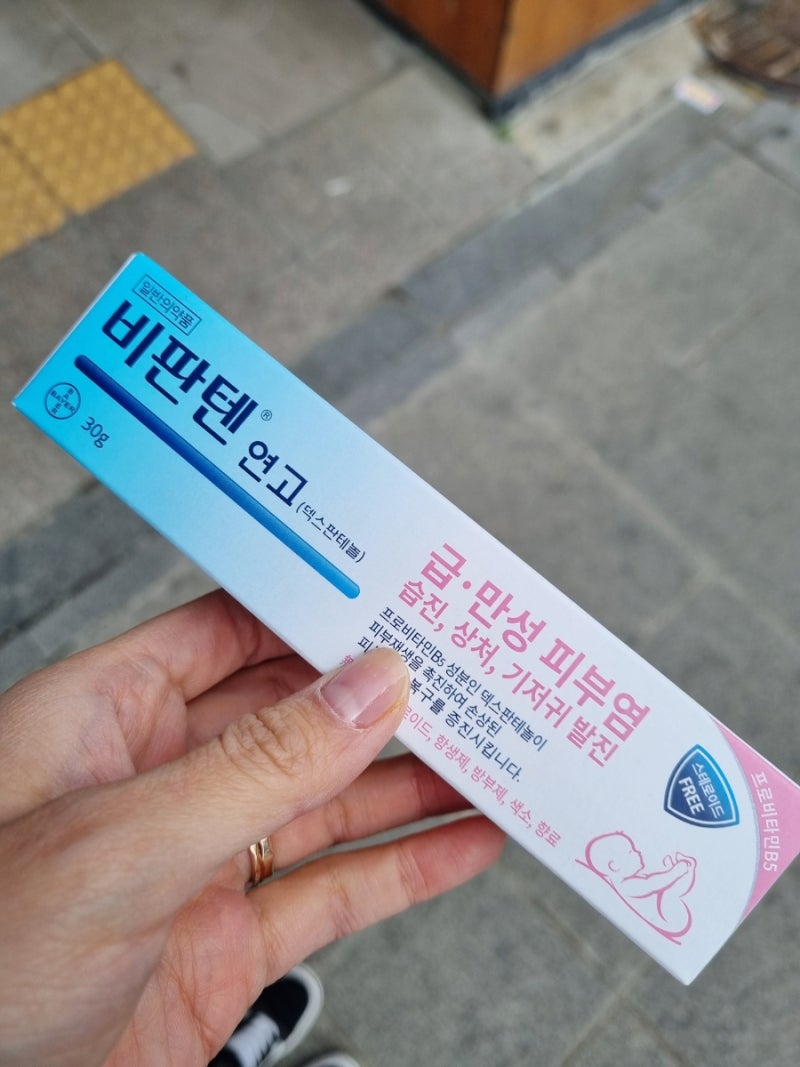 일반의약품
비판텐® 연고 (덱스판테놀)
BAYER
30g
급·만성 피부염
습진, 상처, 기저귀 발진
프로비타민B5 성분인 덱스판테놀이
피부재생을 촉진하여 손상된
복구를 증진시킵니다.
항생제, 방부제, 색소, 향료
스테로이드
FREE
프로비타민B5